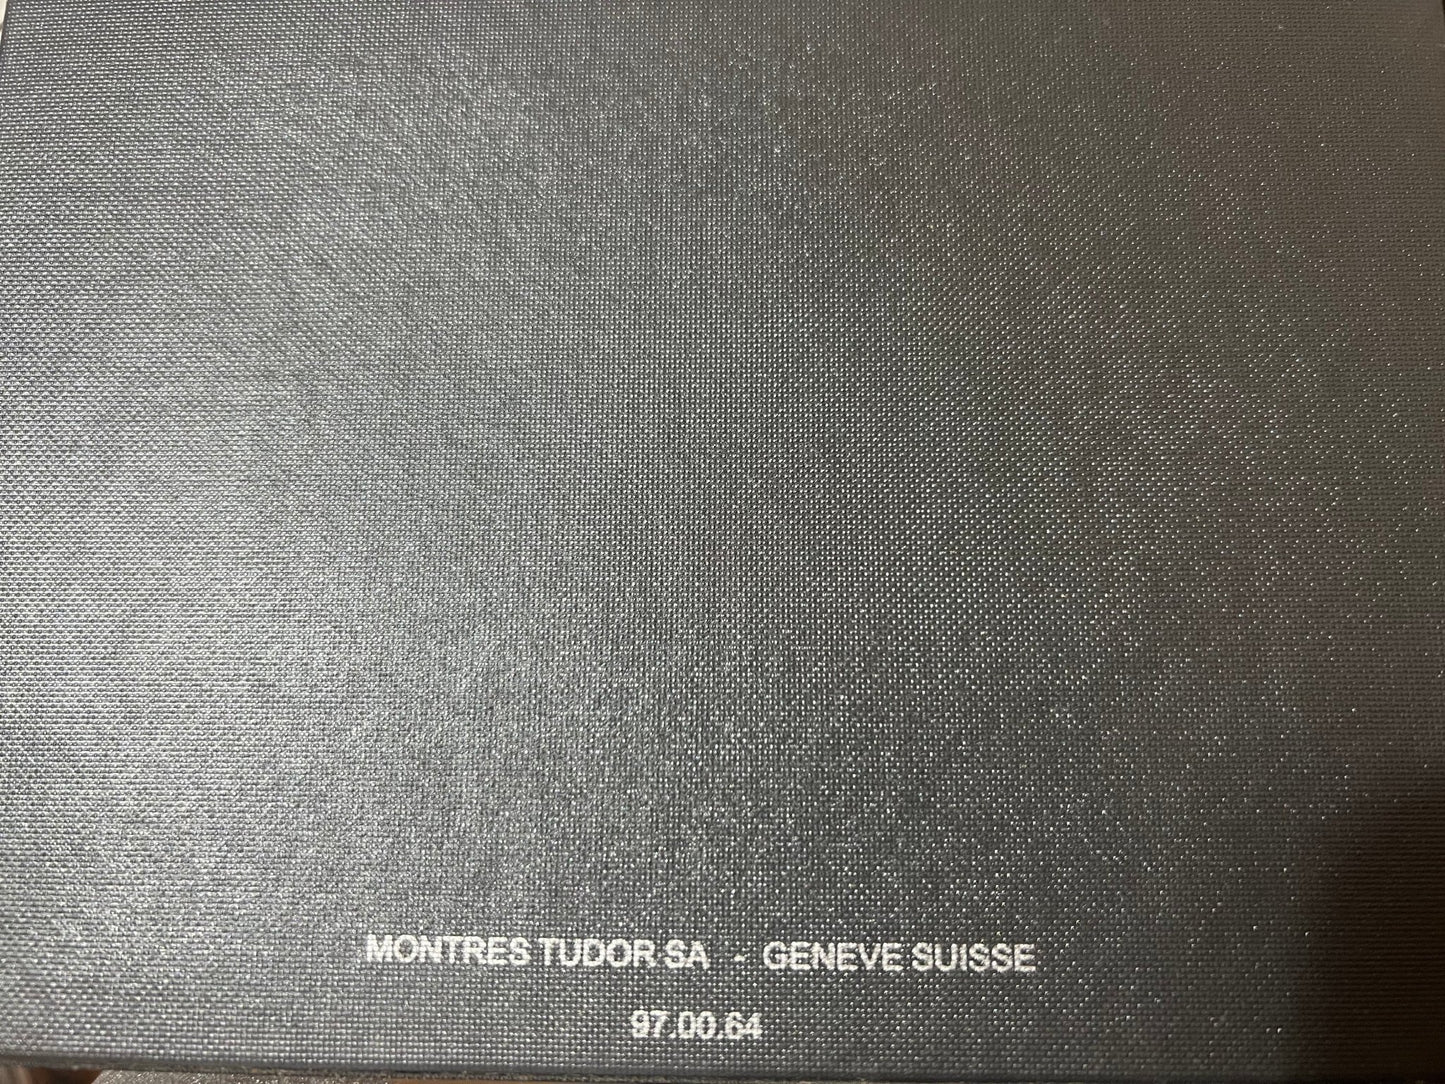 MONTRES TUDOR SA - GENEVE SUISSE
97.00.64